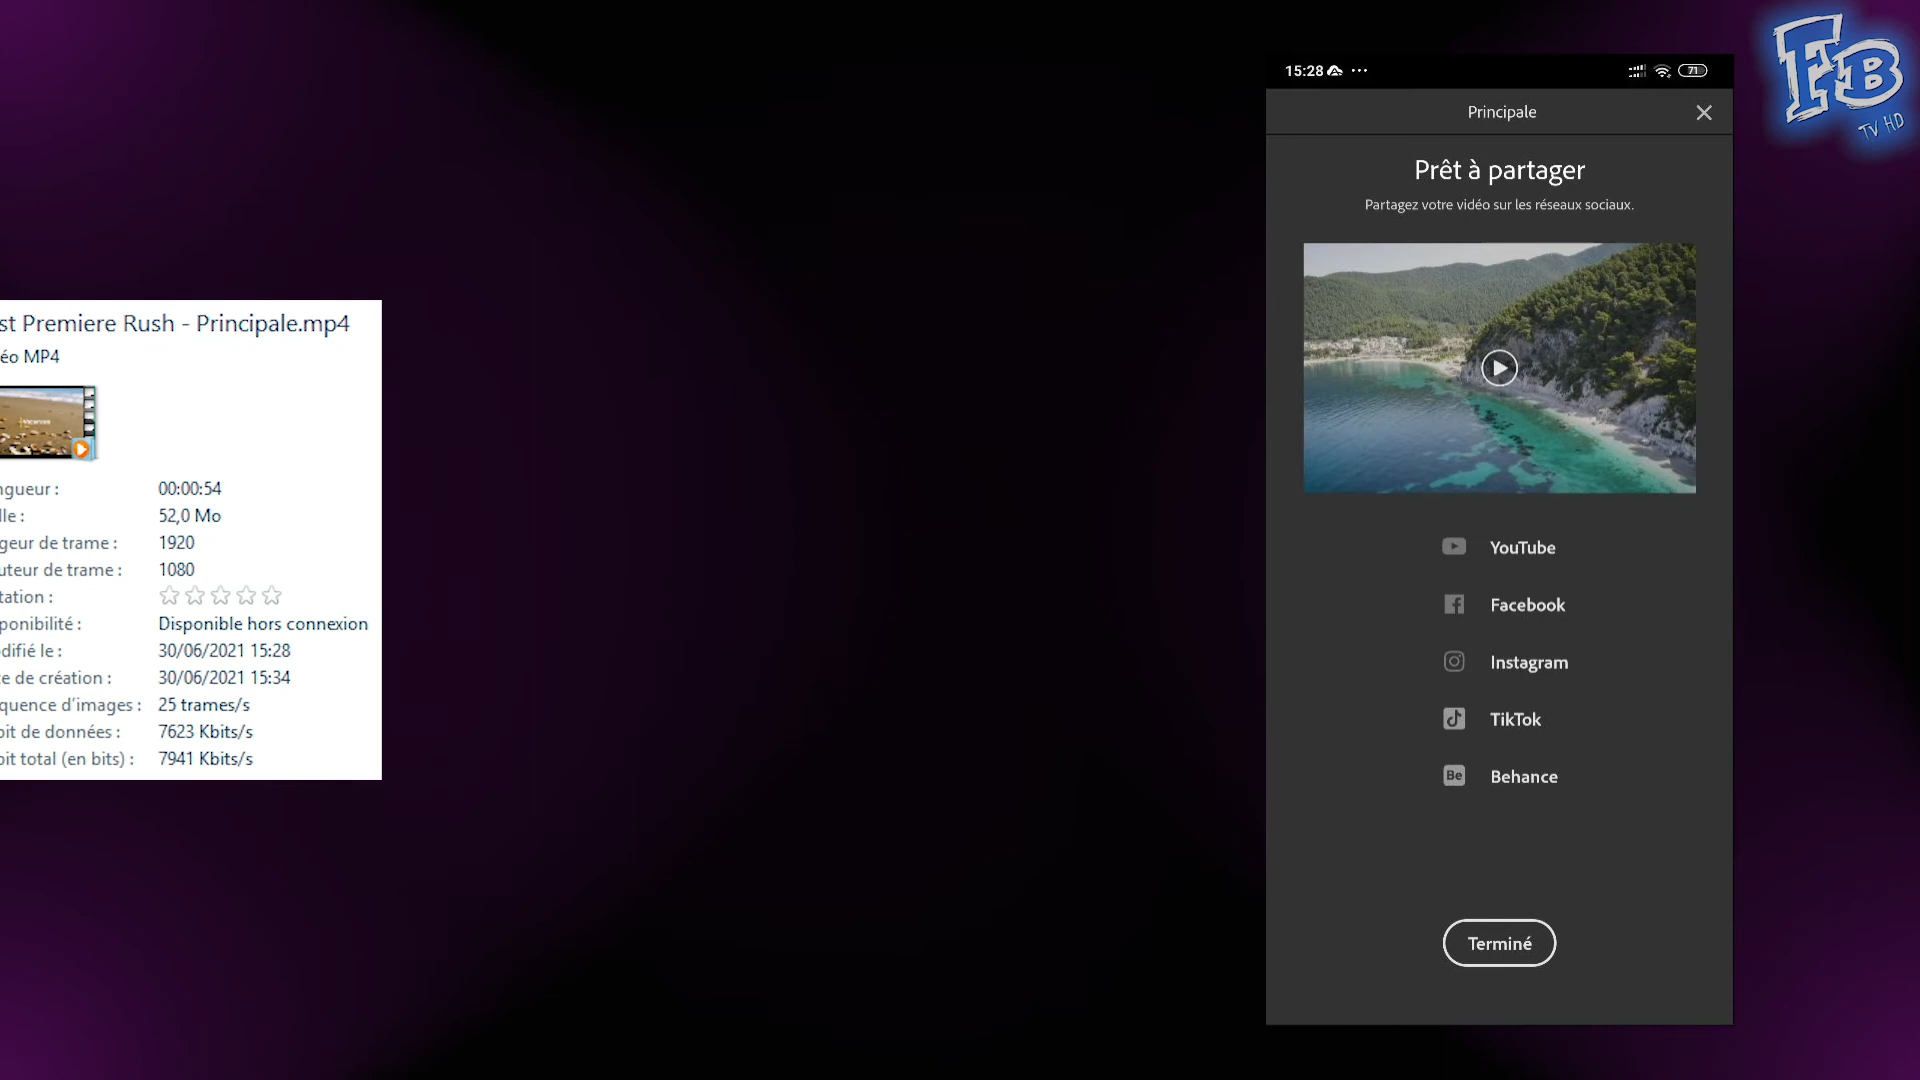 st Premiere Rush - Principale.mp4
éo MP4
Vacances
ngueur : 00:00:54
lle : 52,0 Mo
geur de trame : 1920
uteur de trame : 1080
tation :
ponibilité : Disponible hors connexion
difié le : 30/06/2021 15:28
e de création : 30/06/2021 15:34
quence d'images : 25 trames/s
bit de données : 7623 Kbits/s
bit total (en bits) : 7941 Kbits/s
15:28 ...
71
Principale
Prêt à partager
Partagez votre vidéo sur les réseaux sociaux.
YouTube
Facebook
Instagram
TikTok
Be Behance
Terminé
FB
TV HD